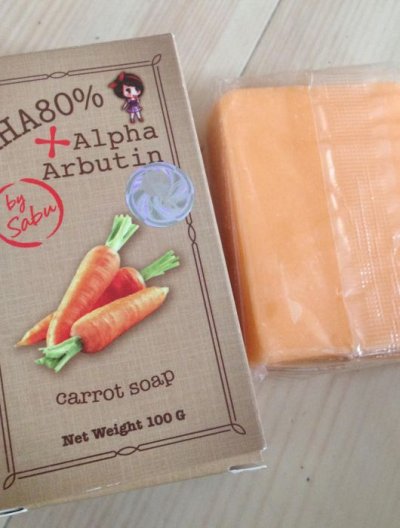 HA80%
+Alpha
Arbutin
by
Sabu
carrot soap
Net Weight 100 G